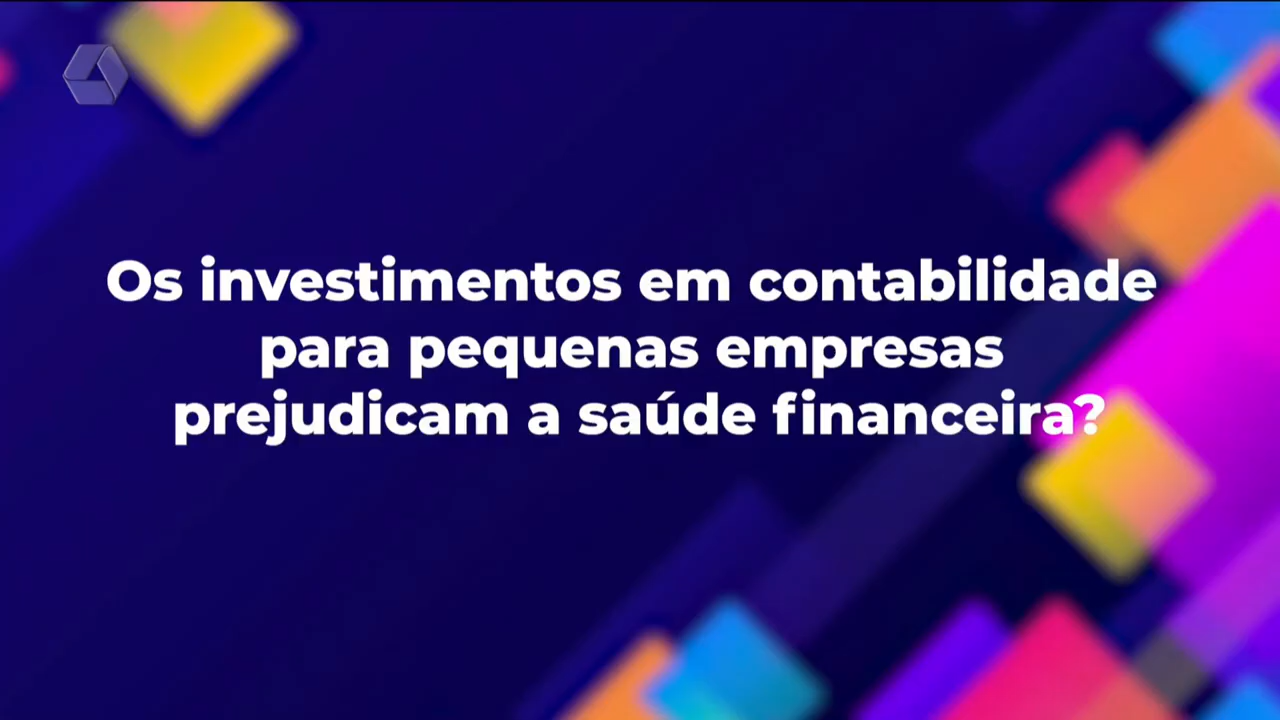 Os investimentos em contabilidade
para pequenas empresas
prejudicam a saúde financeira?